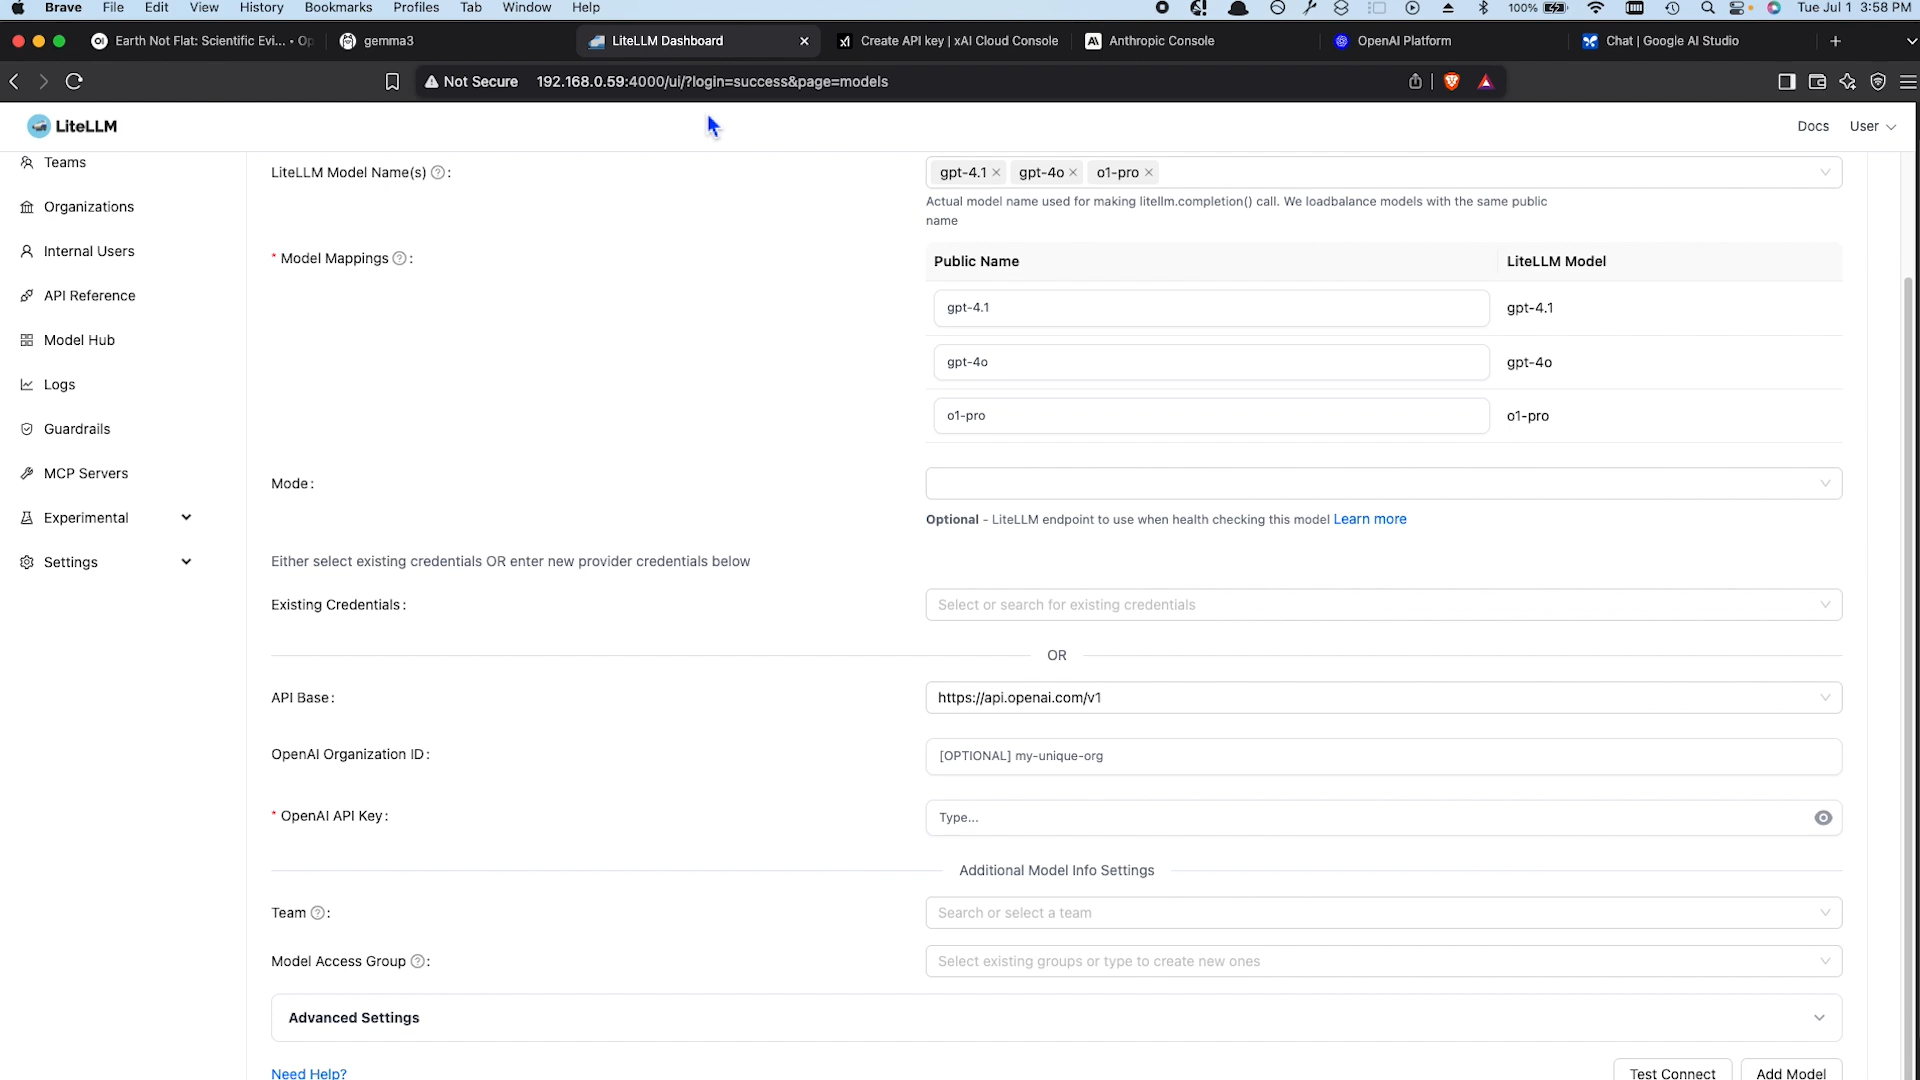 Brave File Edit View History Bookmarks Profiles Tab Window Help 100% Tue Jul 1 3:58 PM
Earth Not Flat: Scientific Evi... • Op gemma3 LiteLLM Dashboard Create API key | xAI Cloud Console Anthropic Console OpenAI Platform Chat | Google AI Studio
Not Secure 192.168.0.59:4000/ui/?login=success&page=models
LiteLLM Docs User
Teams
Organizations
Internal Users
API Reference
Model Hub
Logs
Guardrails
MCP Servers
Experimental
Settings
LiteLLM Model Name(s) : gpt-4.1 gpt-4o o1-pro
Actual model name used for making litellm.completion() call. We loadbalance models with the same public
name
* Model Mappings : Public Name LiteLLM Model
gpt-4.1 gpt-4.1
gpt-4o gpt-4o
o1-pro o1-pro
Mode :
Optional - LiteLLM endpoint to use when health checking this model Learn more
Either select existing credentials OR enter new provider credentials below
Existing Credentials : Select or search for existing credentials
OR
API Base : https://api.openai.com/v1
OpenAI Organization ID : [OPTIONAL] my-unique-org
* OpenAI API Key : Type...
Additional Model Info Settings
Team : Search or select a team
Model Access Group : Select existing groups or type to create new ones
Advanced Settings
Need Help? Test Connect Add Model